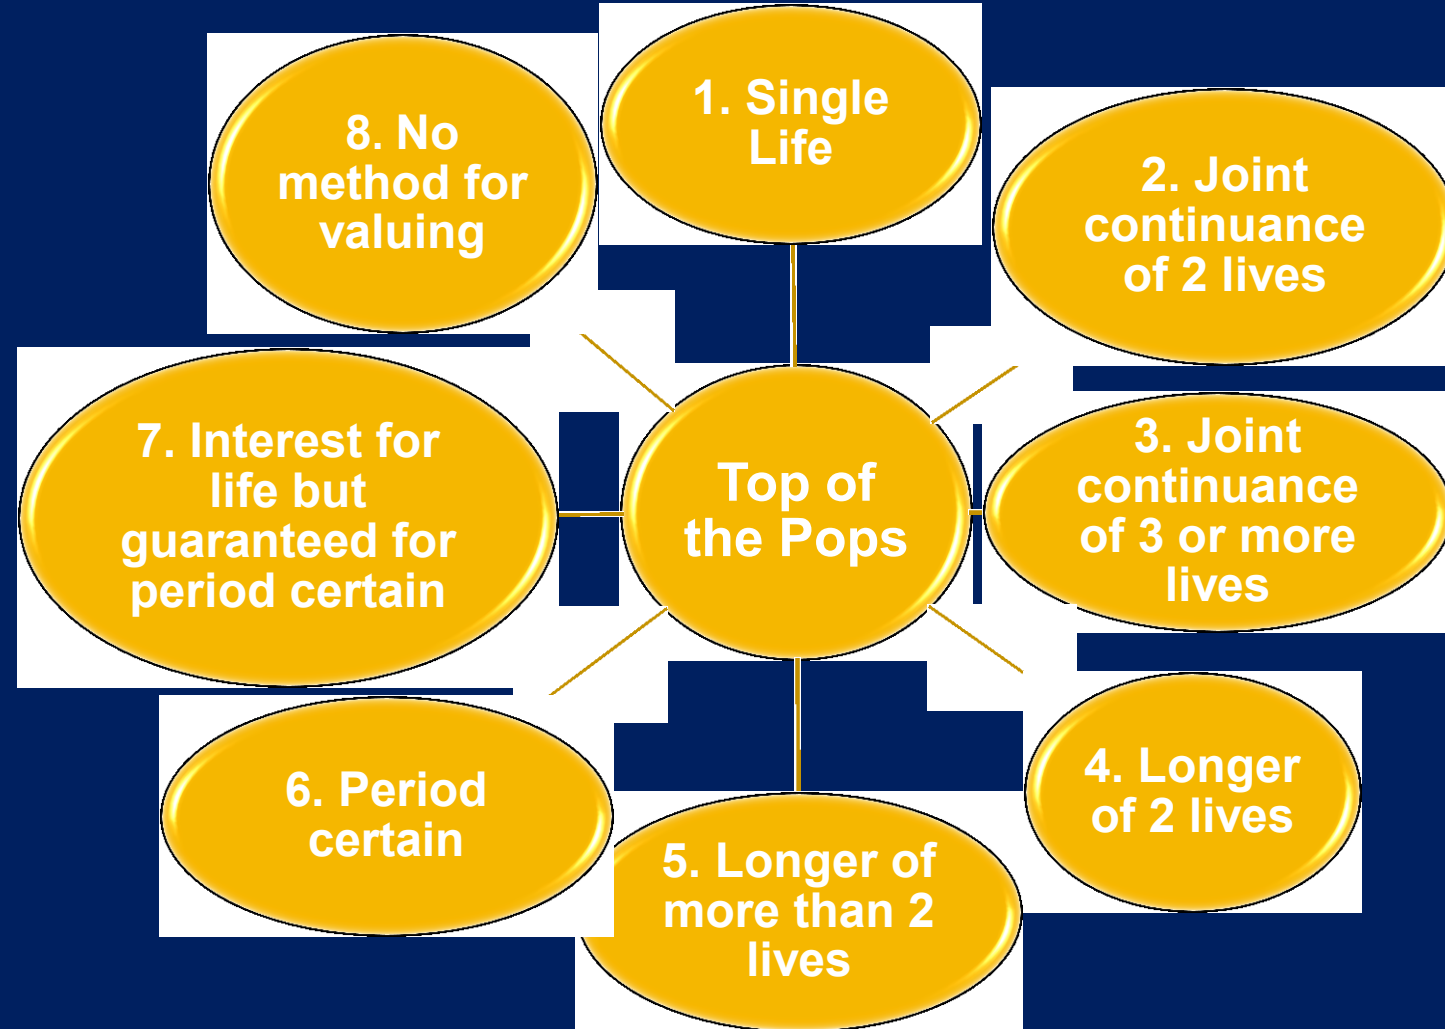 Top of
the Pops
1. Single
Life
2. Joint
continuance
of 2 lives
3. Joint
continuance
of 3 or more
lives
4. Longer
of 2 lives
5. Longer of
more than 2
lives
6. Period
certain
7. Interest for
life but
guaranteed for
period certain
8. No
method for
valuing